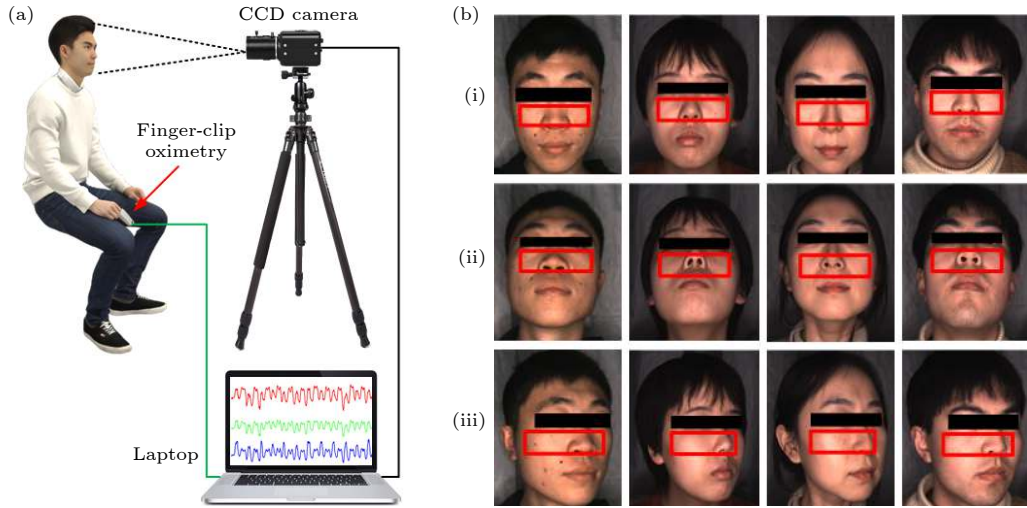 (a)
CCD camera
Finger-clip
oximetry
Laptop
(b)
(i)
(ii)
(iii)